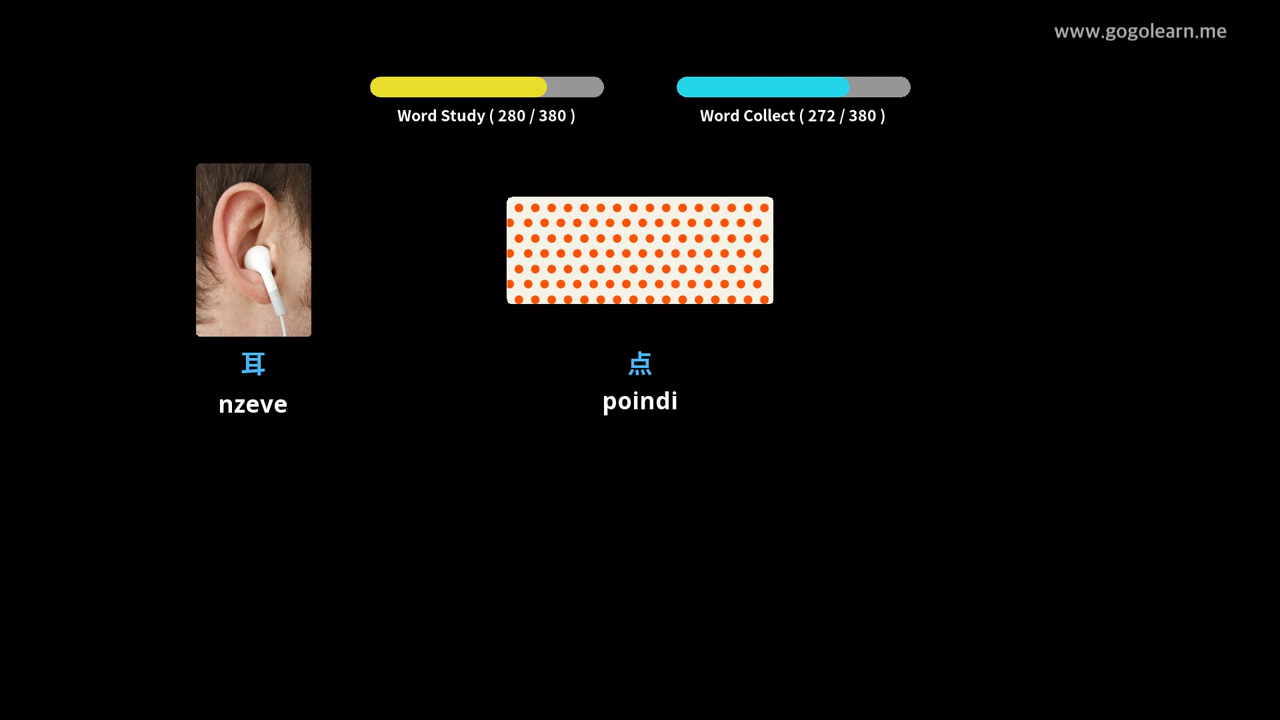 www.gogolearn.me
Word Study ( 280 / 380 )
Word Collect ( 272 / 380 )
耳
nzeve
点
poindi